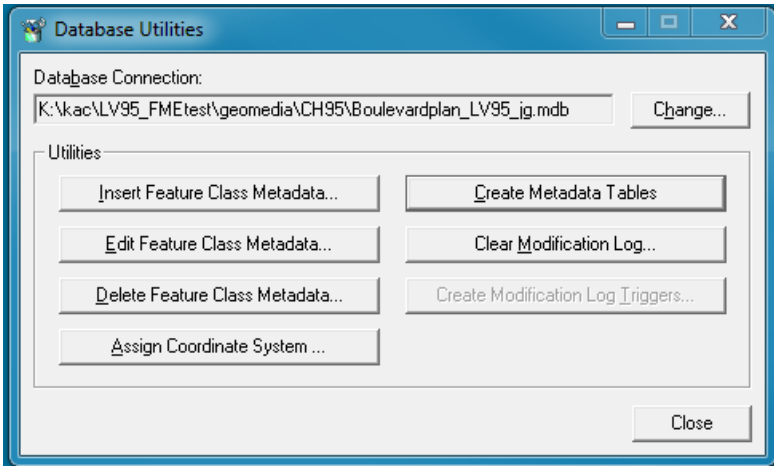 Database Utilities
Database Connection:
K:\kac\LV95_FMEtest\geomedia\CH95\Boulevardplan_LV95_jg.mdb
Change...
Utilities
Insert Feature Class Metadata...
Create Metadata Tables
Edit Feature Class Metadata...
Clear Modification Log...
Delete Feature Class Metadata...
Create Modification Log Triggers...
Assign Coordinate System ...
Close